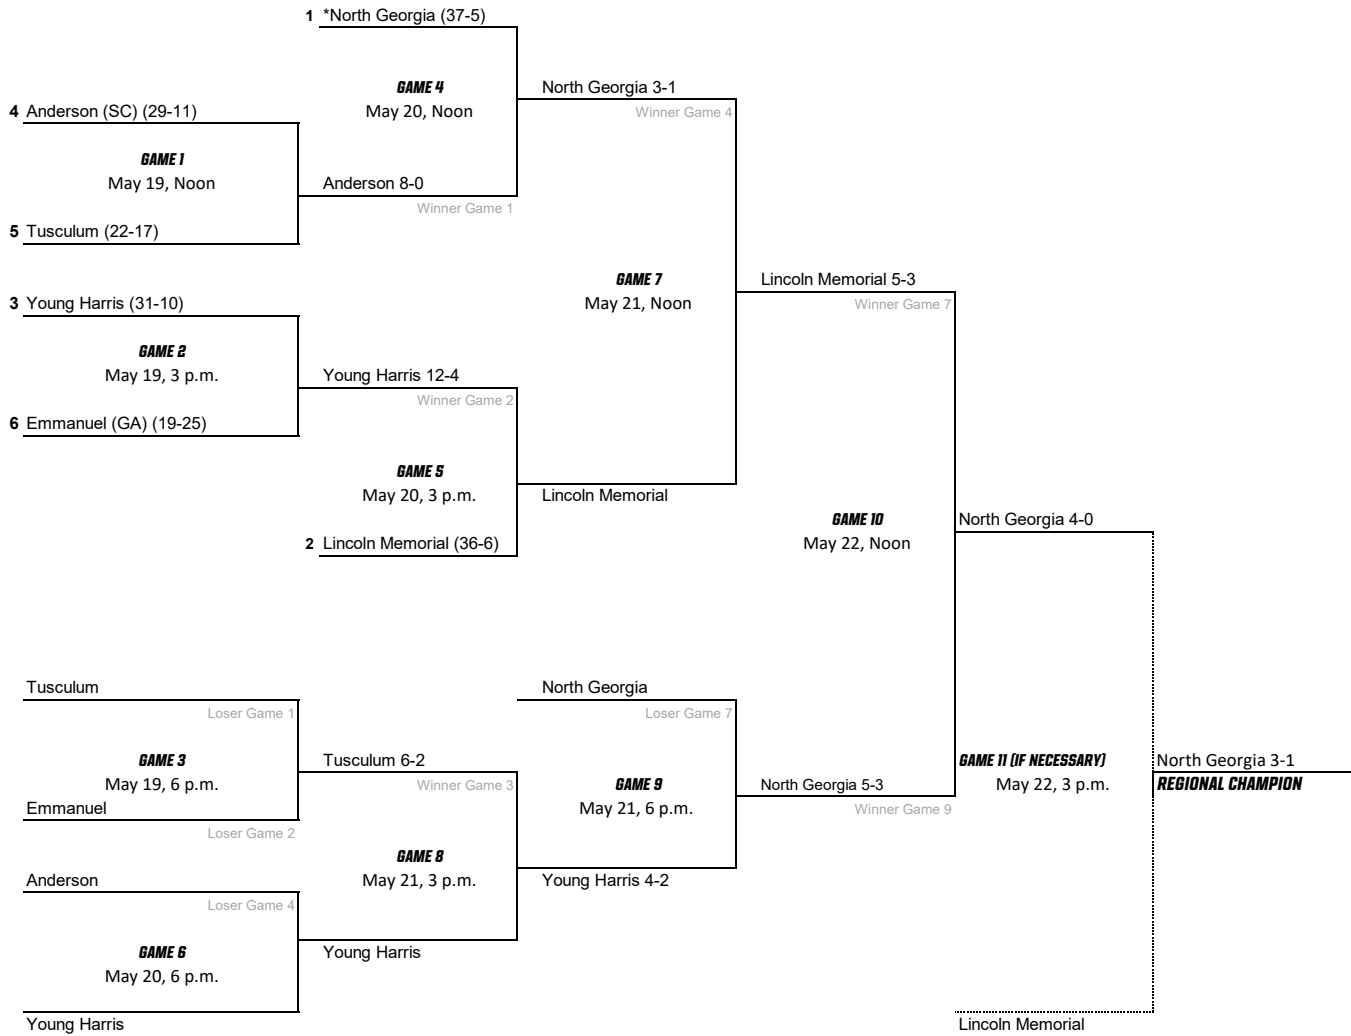 1 *North Georgia (37-5)
GAME 4
May 20, Noon
North Georgia 3-1
Winner Game 4
4 Anderson (SC) (29-11)
GAME 1
May 19, Noon
Anderson 8-0
Winner Game 1
5 Tusculum (22-17)
GAME 7
May 21, Noon
Lincoln Memorial 5-3
Winner Game 7
3 Young Harris (31-10)
GAME 2
May 19, 3 p.m.
Young Harris 12-4
Winner Game 2
6 Emmanuel (GA) (19-25)
GAME 5
May 20, 3 p.m.
Lincoln Memorial
2 Lincoln Memorial (36-6)
GAME 10
May 22, Noon
North Georgia 4-0
Tusculum
Loser Game 1
GAME 3
May 19, 6 p.m.
Tusculum 6-2
Winner Game 3
Emmanuel
Loser Game 2
North Georgia
Loser Game 7
GAME 9
May 21, 6 p.m.
North Georgia 5-3
Winner Game 9
GAME 11 (IF NECESSARY)
May 22, 3 p.m.
North Georgia 3-1
REGIONAL CHAMPION
GAME 8
May 21, 3 p.m.
Young Harris 4-2
Anderson
Loser Game 4
GAME 6
May 20, 6 p.m.
Young Harris
Young Harris
Lincoln Memorial